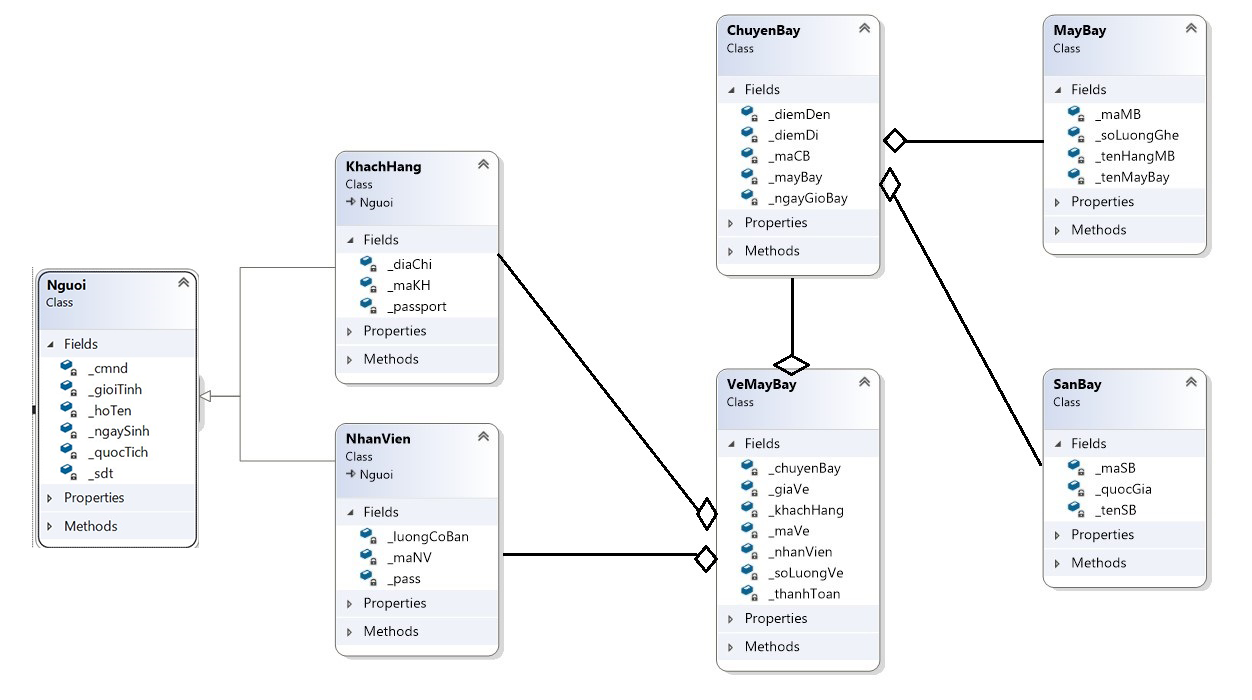 Nguoi
Class
Fields
_cmnd
_gioiTinh
_hoTen
_ngaySinh
_quocTich
_sdt
Properties
Methods
KhachHang
Class
Nguoi
Fields
_diaChi
_maKH
_passport
Properties
Methods
NhanVien
Class
Nguoi
Fields
_luongCoBan
_maNV
_pass
Properties
Methods
ChuyenBay
Class
Fields
_diemDen
_diemDi
_maCB
_mayBay
_ngayGioBay
Properties
Methods
VeMayBay
Class
Fields
_chuyenBay
_giaVe
_khachHang
_maVe
_nhanVien
_soLuongVe
_thanhToan
Properties
Methods
MayBay
Class
Fields
_maMB
_soLuongGhe
_tenHangMB
_tenMayBay
Properties
Methods
SanBay
Class
Fields
_maSB
_quocGia
_tenSB
Properties
Methods